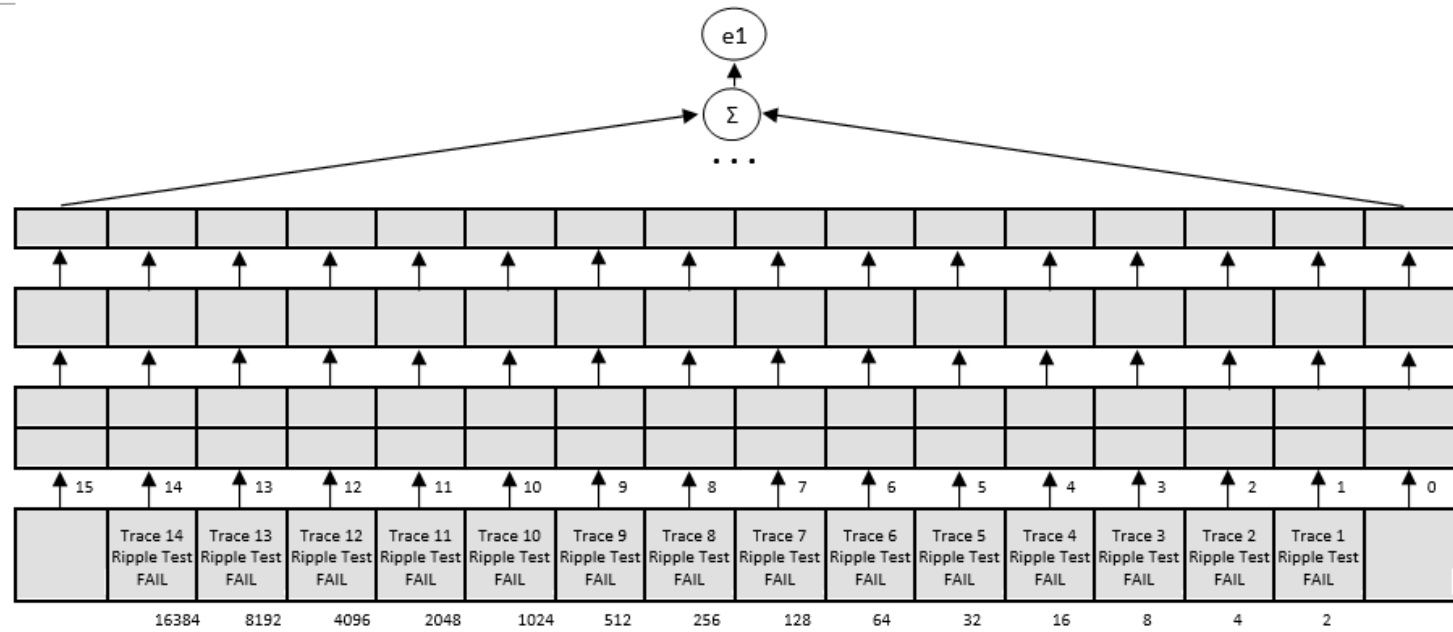 e1
Σ
...
15 14 13 12 11 10 9 8 7 6 5 4 3 2 1 0
Trace 14 Trace 13 Trace 12 Trace 11 Trace 10 Trace 9 Trace 8 Trace 7 Trace 6 Trace 5 Trace 4 Trace 3 Trace 2 Trace 1
Ripple Test Ripple Test Ripple Test Ripple Test Ripple Test Ripple Test Ripple Test Ripple Test Ripple Test Ripple Test Ripple Test Ripple Test Ripple Test Ripple Test
FAIL FAIL FAIL FAIL FAIL FAIL FAIL FAIL FAIL FAIL FAIL FAIL FAIL FAIL
16384 8192 4096 2048 1024 512 256 128 64 32 16 8 4 2